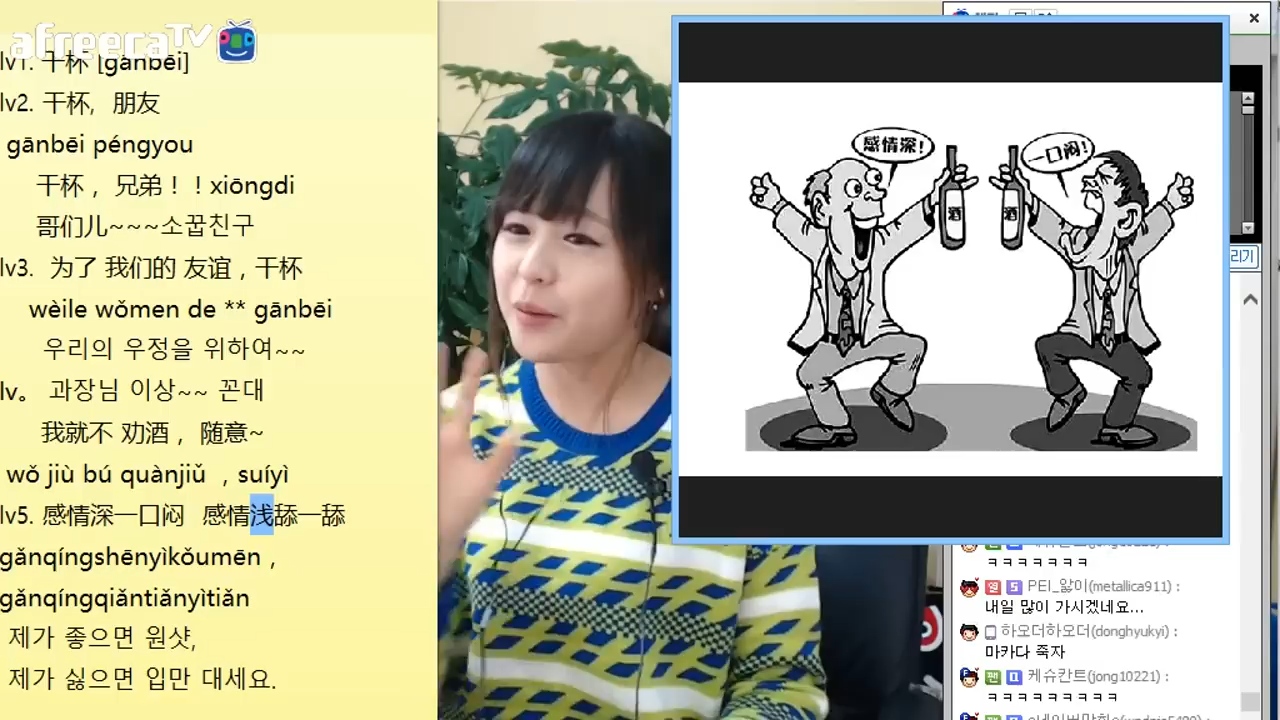 afreecaTV
lv1. 干杯 [gānbēi]
lv2. 干杯, 朋友
gānbēi péngyou
干杯 , 兄弟 ! ! xiōngdi
哥们儿~~~소꿉친구
lv3. 为了 我们的 友谊 , 干杯
wèile wǒmen de ** gānbēi
우리의 우정을 위하여~~
lv。 과장님 이상~~ 꼰대
我就不 劝酒 , 随意~
wǒ jiù bú quànjiǔ , suíyì
lv5. 感情深一口闷 感情浅舔一舔
gǎnqíngshēnyìkǒumēn ,
gǎnqíngqiǎntiǎnyìtiǎn
제가 좋으면 원샷,
제가 싫으면 입만 대세요.
感情深!
一口闷!
酒
酒
리기
ㅋㅋㅋㅋㅋㅋㅋ
PEI_앓이(metallica911) :
내일 많이 가시겠네요...
하오더하오더(donghyukyi) :
마카다 죽자
케슈칸트(jong10221) :
ㅋㅋㅋㅋㅋㅋㅋㅋㅋ